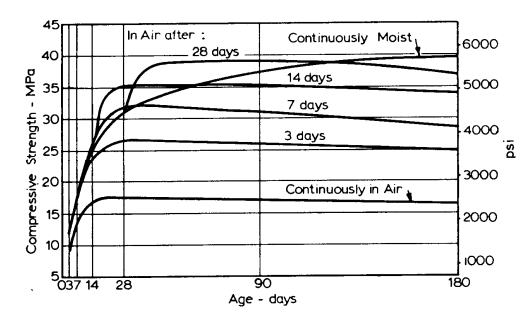 45
40
35
30
25
20
15
10
5
Compressive Strength - MPa
In Air after :
28 days
Continuously Moist
14 days
7 days
3 days
Continuously in Air
6000
5000
4000
3000
2000
1000
psi
0 3 7 14 28 90 180
Age - days